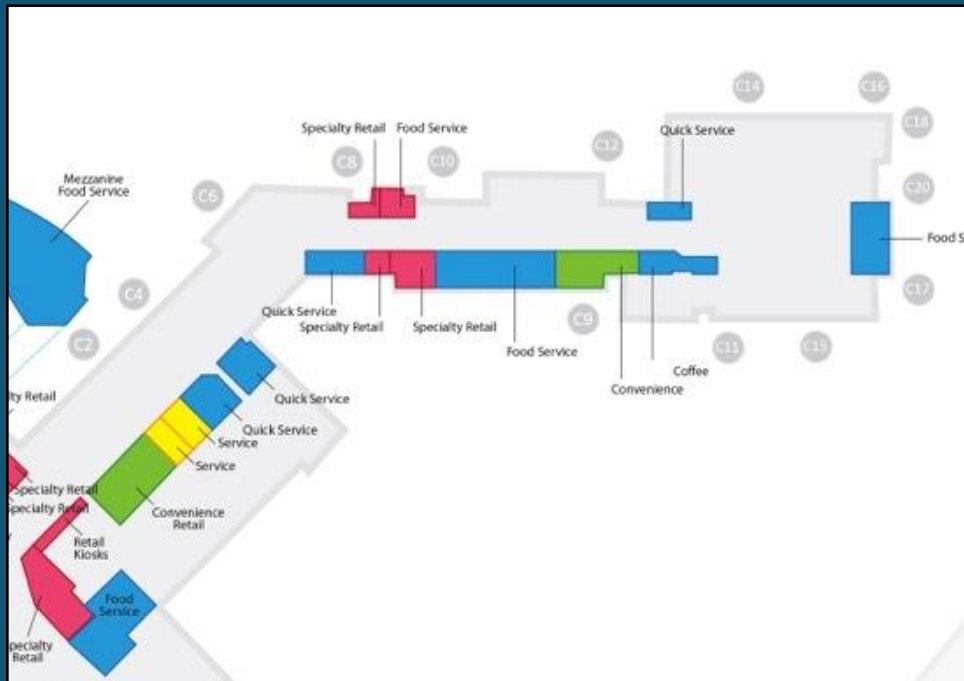 C14
C16
C18
Specialty Retail
Food Service
Quick Service
C12
C8
C10
Mezzanine
Food Service
C6
C20
Food S
C4
C17
Quick Service
Specialty Retail
Specialty Retail
C9
C2
Food Service
C11
C15
Coffee
Convenience
Quick Service
lty Retail
Quick Service
Service
Service
Specialty Retail
Specialty Retail
Convenience
Retail
Retail
Kiosks
Food
Service
pecialty
Retail